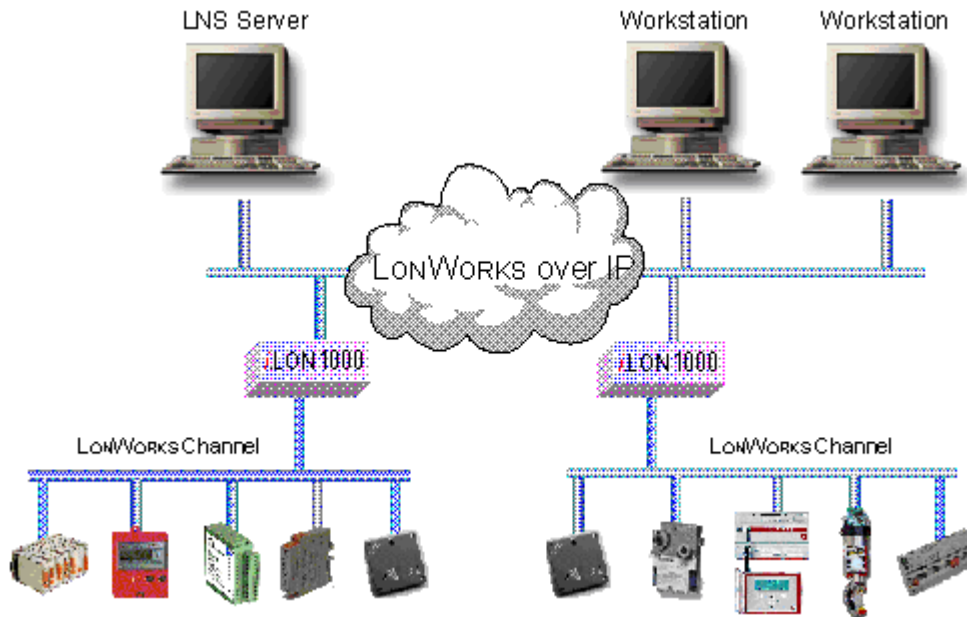 LNS Server
Workstation
Workstation
LONWORKS over IP
i.LON 1000
i.LON 1000
LONWORKS Channel
LONWORKS Channel